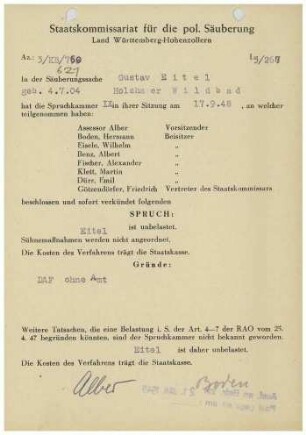 Staatskommissariat für die pol. Säuberung
Land Württemberg-Hohenzollern
Az: 3/KB/760
627
In der Säuberungssache Gustav Eitel
geb. 4.7.04 Holzhauer Wildbad
hat die Spruchkammer IX in ihrer Sitzung am 17.9.48, an welcher
teilgenommen haben:
Assessor Alber Vorsitzender
Boden, Hermann Beisitzer
Eisele, Wilhelm „
Benz, Albert „
Fischer, Alexander „
Klett, Martin „
Dürr, Emil „
Götzendörfer, Friedrich Vertreter des Staatskommissars
beschlossen und sofort verkündet folgenden
SPRUCH:
Eitel ist unbelastet.
Sühnemaßnahmen werden nicht angeordnet.
Die Kosten des Verfahrens trägt die Staatskasse.
Gründe:
DAF ohne Amt
Weitere Tatsachen, die eine Belastung i. S. der Art. 4—7 der RAO vom 25.
4. 47 begründen könnten, sind der Spruchkammer nicht bekannt geworden.
Eitel ist daher unbelastet.
Die Kosten des Verfahrens trägt die Staatskasse.
Alber Boden